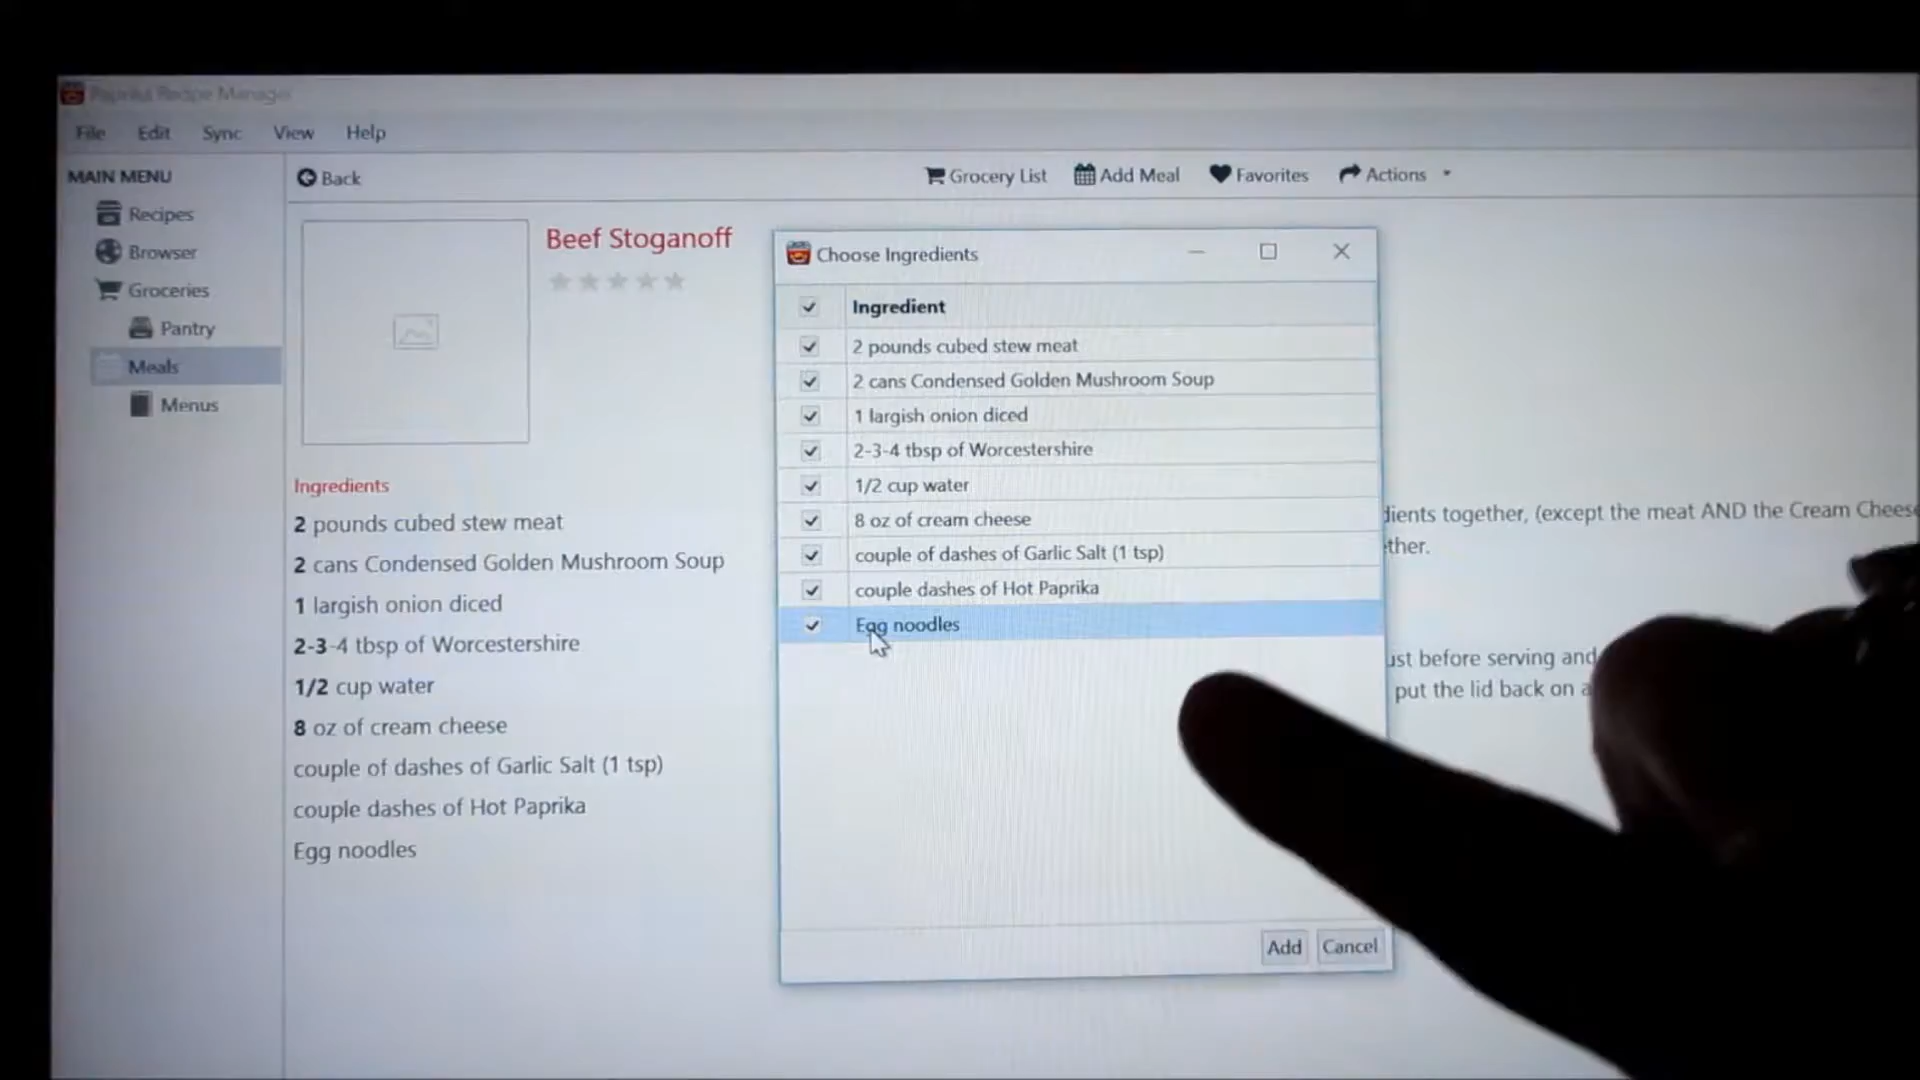 Paprika Recipe Manager
File Edit Sync View Help
MAIN MENU
Recipes
Browser
Groceries
Pantry
Meals
Menus
Back
Grocery List Add Meal Favorites Actions
Beef Stoganoff
Ingredients
2 pounds cubed stew meat
2 cans Condensed Golden Mushroom Soup
1 largish onion diced
2-3-4 tbsp of Worcestershire
1/2 cup water
8 oz of cream cheese
couple of dashes of Garlic Salt (1 tsp)
couple dashes of Hot Paprika
Egg noodles
Choose Ingredients
Ingredient
2 pounds cubed stew meat
2 cans Condensed Golden Mushroom Soup
1 largish onion diced
2-3-4 tbsp of Worcestershire
1/2 cup water
8 oz of cream cheese
couple of dashes of Garlic Salt (1 tsp)
couple dashes of Hot Paprika
Egg noodles
Add Cancel
dients together, (except the meat AND the Cream Cheese
ther.
ust before serving and
put the lid back on a